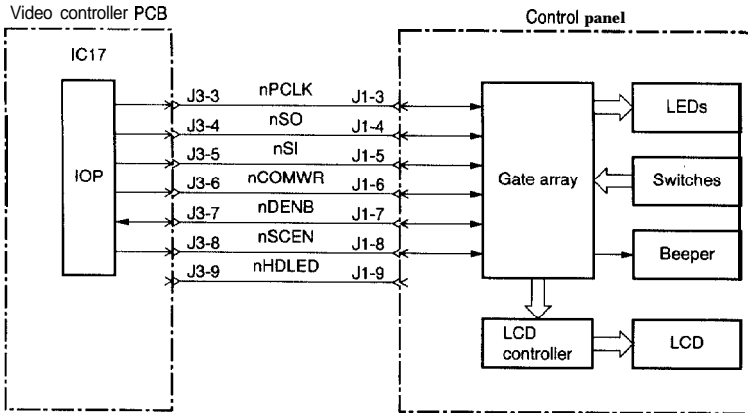 Video controller PCB
Control panel
IC17
IOP
J3-3 nPCLK J1-3
J3-4 nSO J1-4
J3-5 nSI J1-5
J3-6 nCOMWR J1-6
J3-7 nDENB J1-7
J3-8 nSCEN J1-8
J3-9 nHDLED J1-9
Gate array
LEDs
Switches
Beeper
LCD
controller
LCD